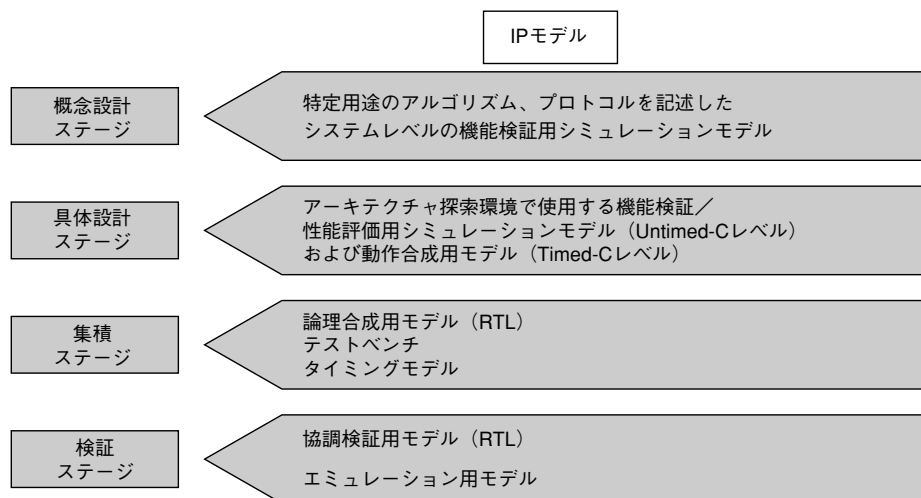 IPモデル
概念設計
ステージ
特定用途のアルゴリズム、プロトコルを記述した
システムレベルの機能検証用シミュレーションモデル
具体設計
ステージ
アーキテクチャ探索環境で使用する機能検証／
性能評価用シミュレーションモデル（Untimed-Cレベル）
および動作合成用モデル（Timed-Cレベル）
集積
ステージ
論理合成用モデル（RTL）
テストベンチ
タイミングモデル
検証
ステージ
協調検証用モデル（RTL）
エミュレーション用モデル